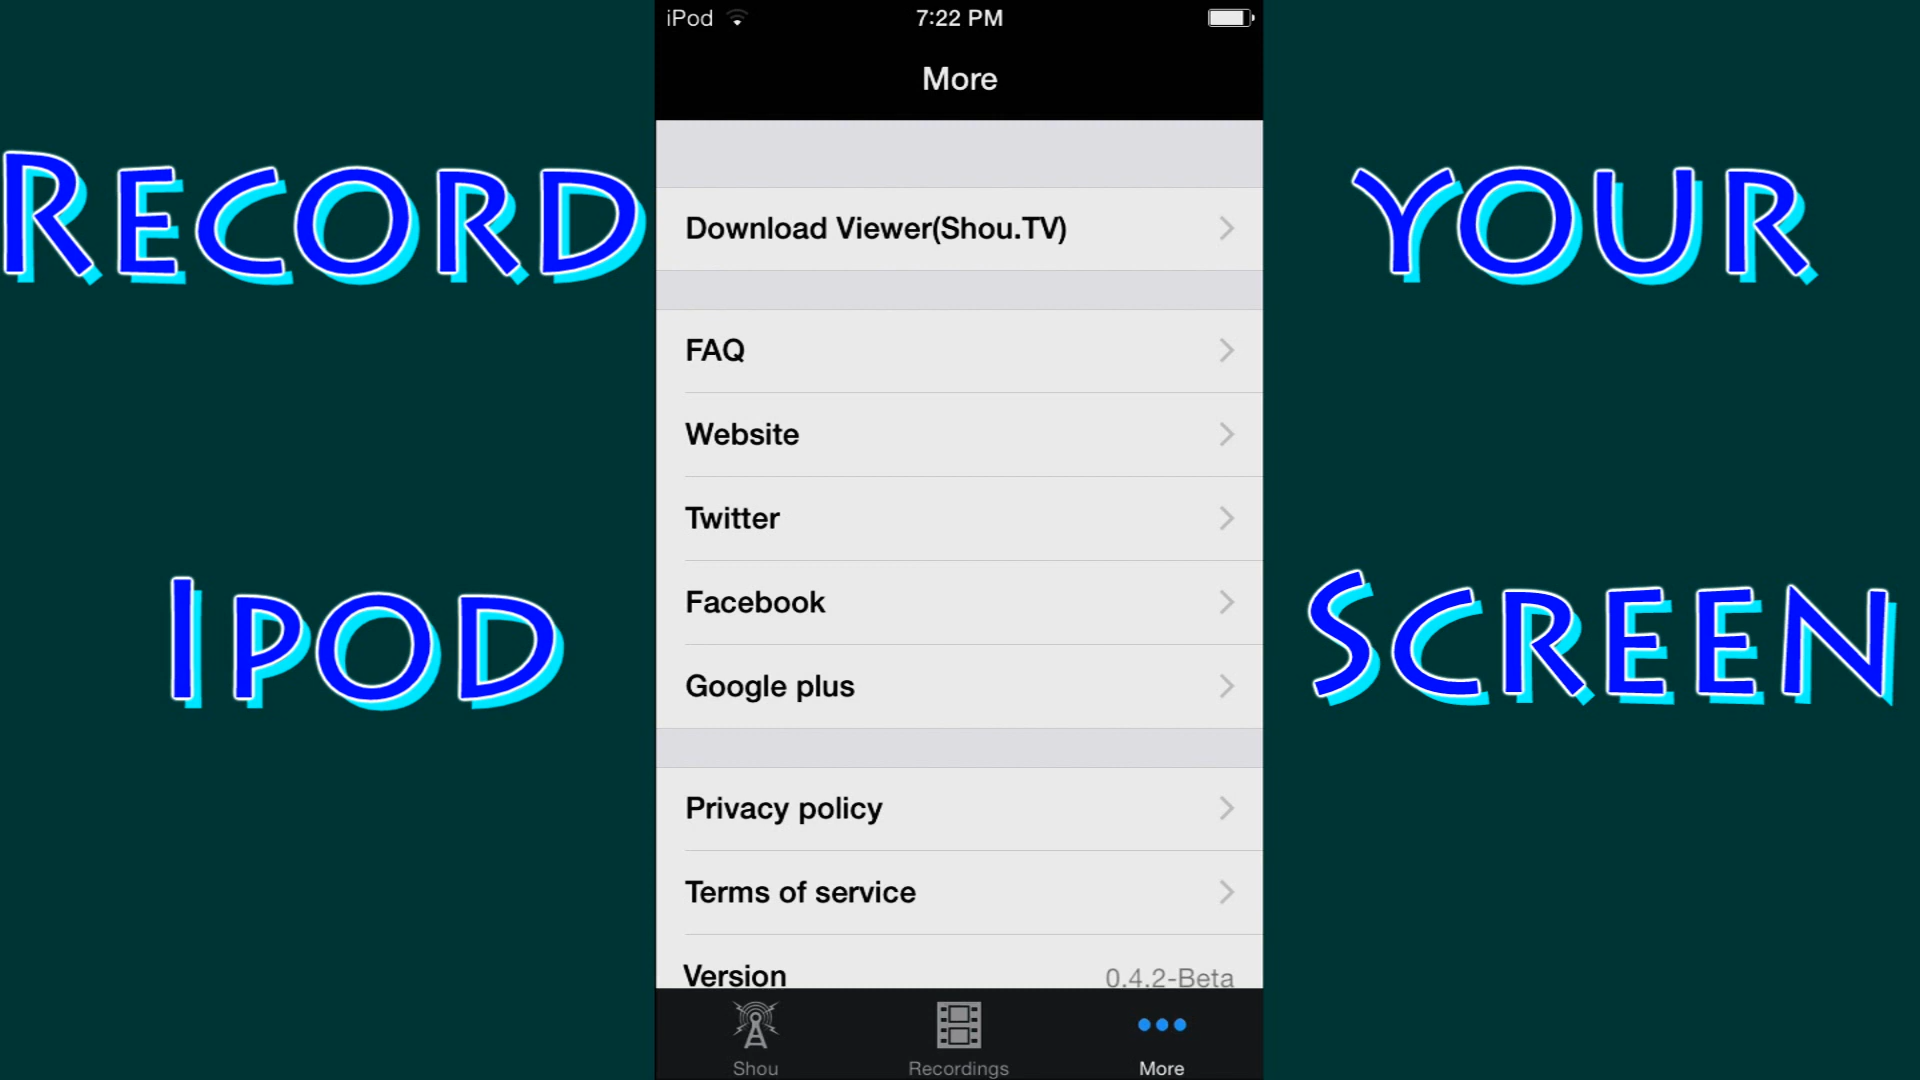 iPod 7:22 PM
More
Record your
Ipod Screen
Download Viewer(Shou.TV)
FAQ
Website
Twitter
Facebook
Google plus
Privacy policy
Terms of service
Version 0.4.2-Beta
Shou Recordings More